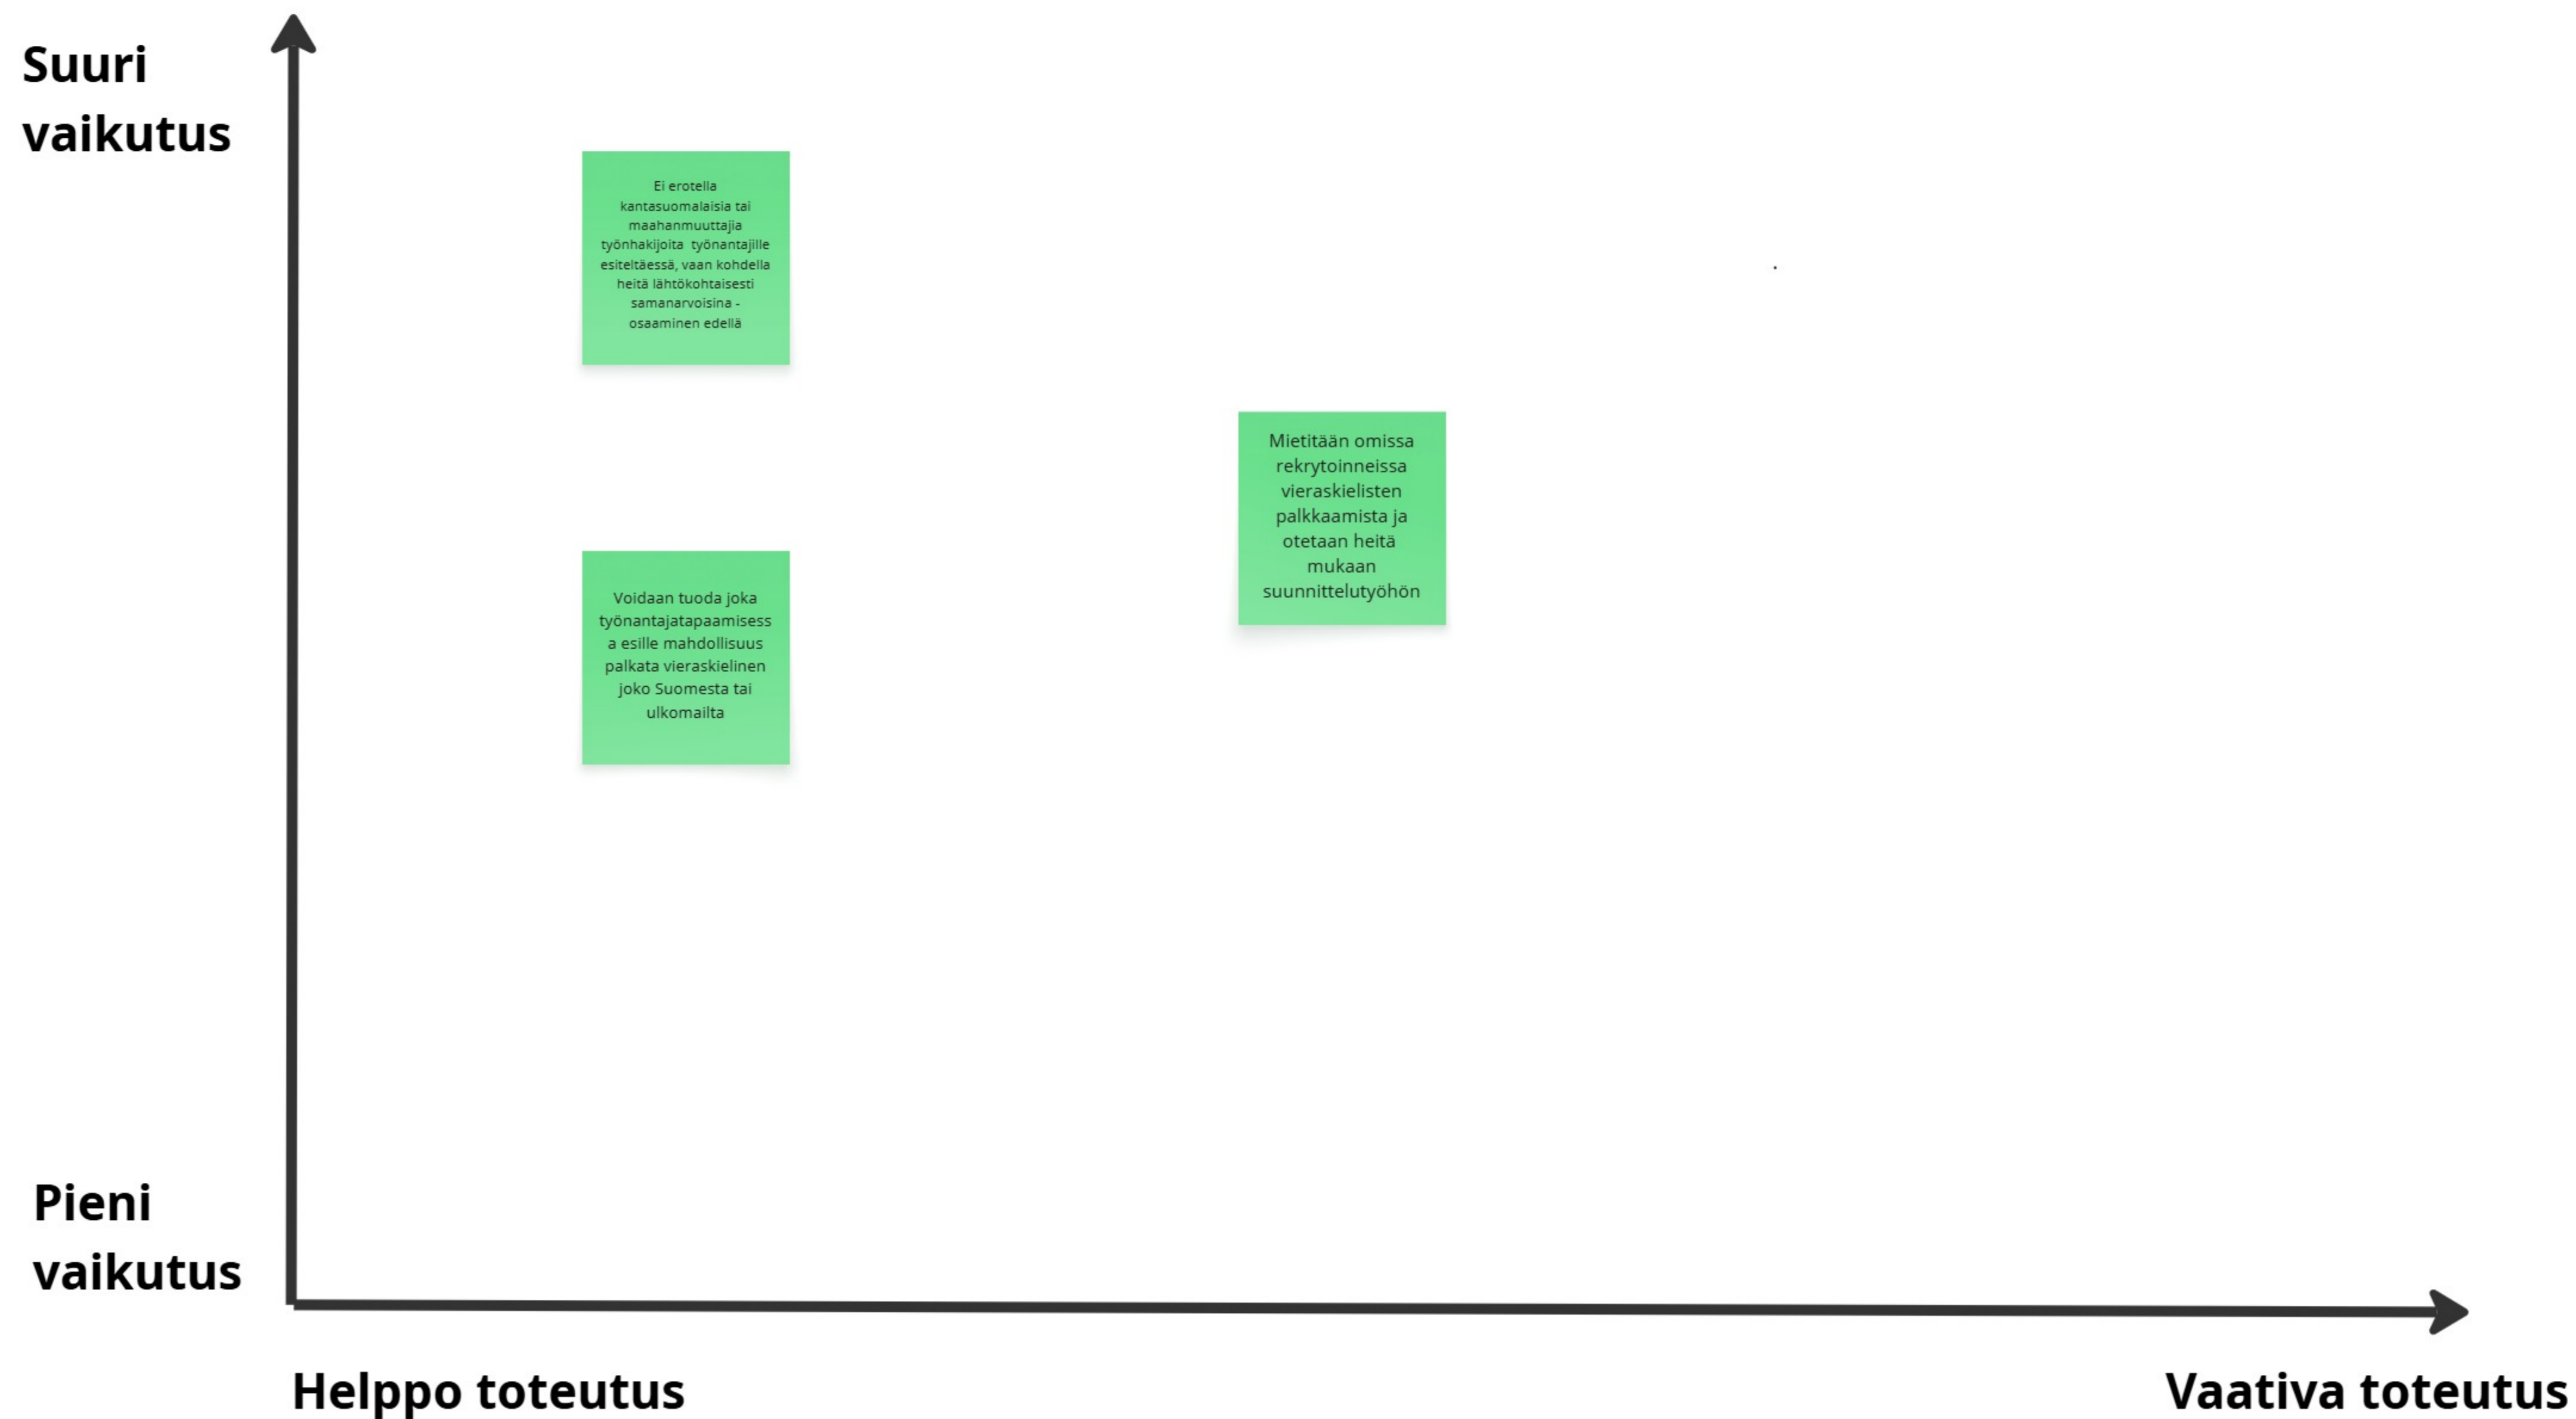 Suuri
vaikutus
Ei erotella
kantasuomalaisia tai
maahanmuuttajia
työnhakijoita työnantajille
esiteltäessä, vaan kohdella
heitä lähtökohtaisesti
samanarvoisina -
osaaminen edellä
Mietitään omissa
rekrytoinneissa
vieraskielisten
palkkaamista ja
otetaan heitä
mukaan
suunnittelutyöhön
Voidaan tuoda joka
työnantajatapaamisess
a esille mahdollisuus
palkata vieraskielinen
joko Suomesta tai
ulkomailta
Pieni
vaikutus
Helppo toteutus
Vaativa toteutus